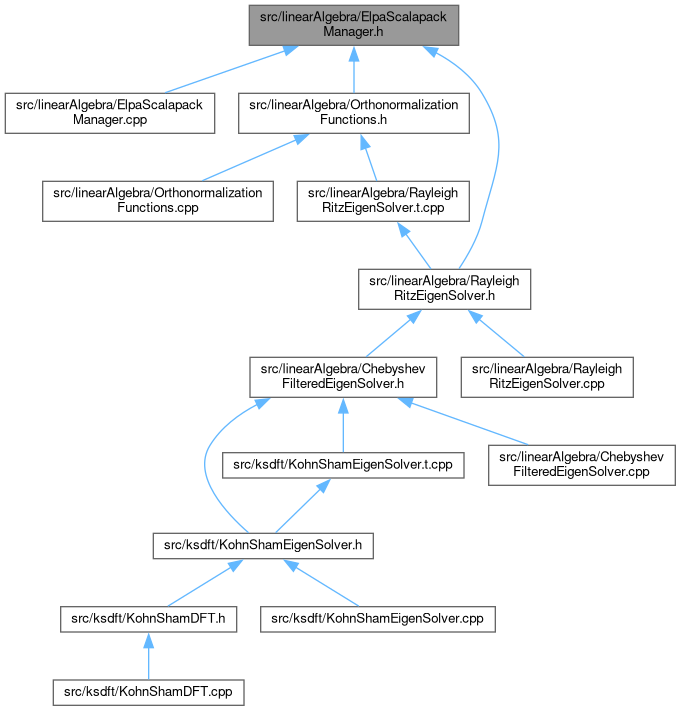 src/linearAlgebra/ElpaScalapack
Manager.h
src/linearAlgebra/ElpaScalapack
Manager.cpp
src/linearAlgebra/Orthonormalization
Functions.h
src/linearAlgebra/Orthonormalization
Functions.cpp
src/linearAlgebra/Rayleigh
RitzEigenSolver.t.cpp
src/linearAlgebra/Rayleigh
RitzEigenSolver.h
src/linearAlgebra/Chebyshev
FilteredEigenSolver.h
src/linearAlgebra/Rayleigh
RitzEigenSolver.cpp
src/ksdft/KohnShamEigenSolver.t.cpp
src/linearAlgebra/Chebyshev
FilteredEigenSolver.cpp
src/ksdft/KohnShamEigenSolver.h
src/ksdft/KohnShamDFT.h
src/ksdft/KohnShamEigenSolver.cpp
src/ksdft/KohnShamDFT.cpp